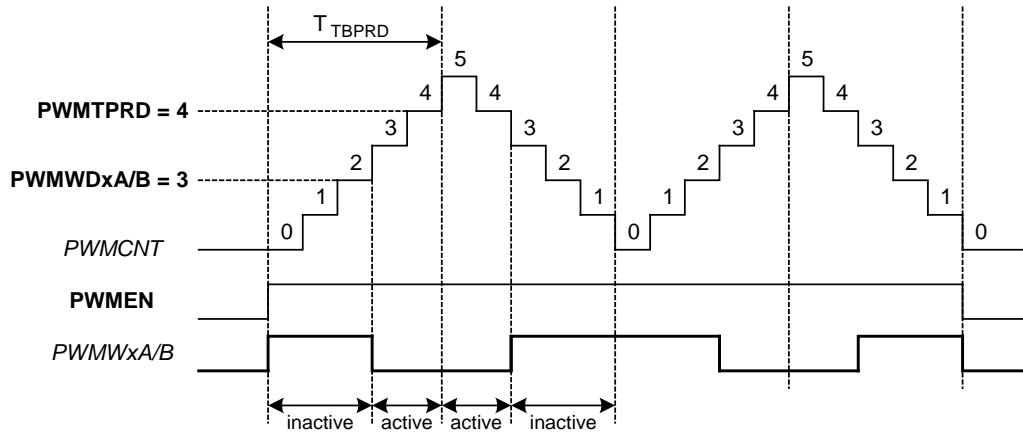 T TBPRD
5 5
4 4 4 4
PWMTPRD = 4
3 3 3 3
2 2 2 2
PWMWDxA/B = 3
1 1 1 1
0 0 0
PWMCNT
PWMEN
PWMWxA/B
inactive active active inactive